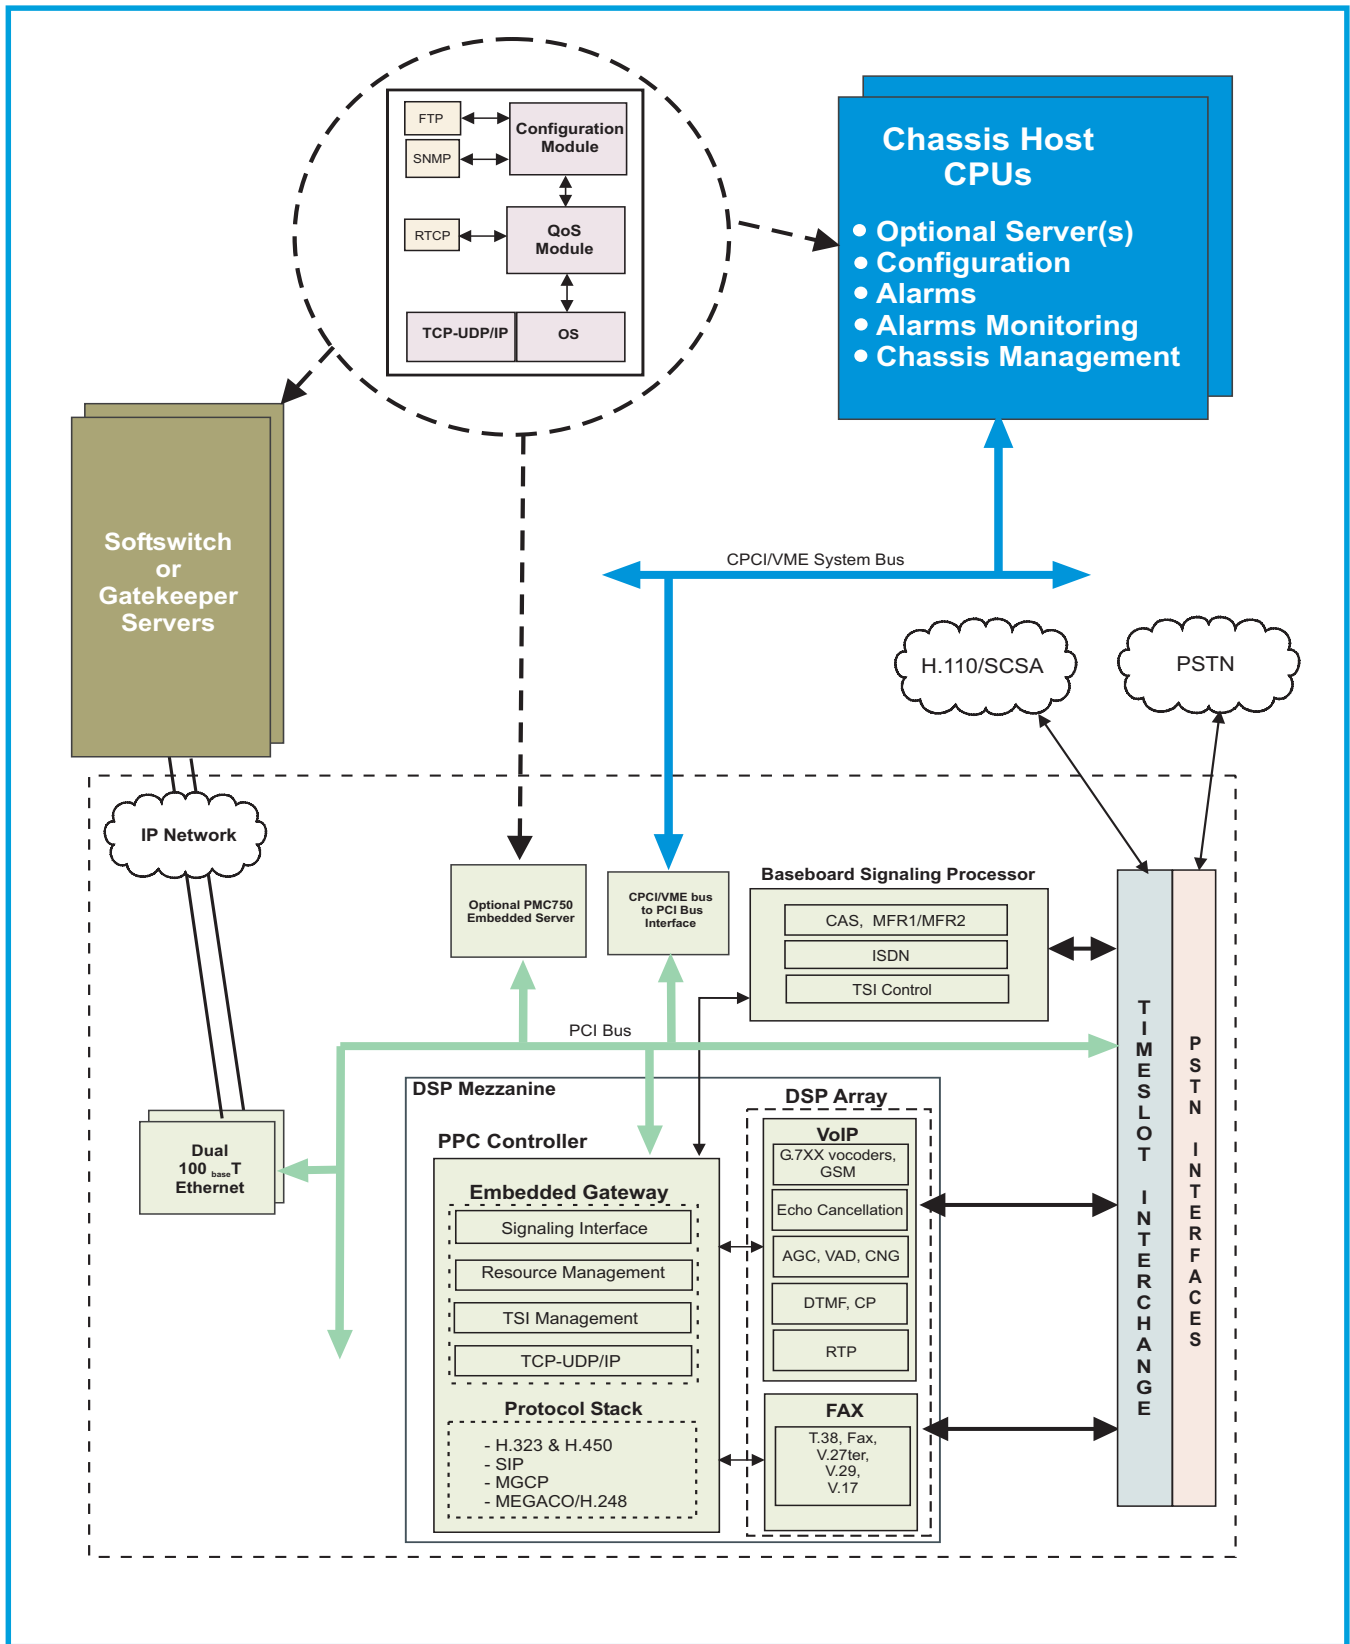 FTP
Configuration
Module
SNMP
RTCP
QoS
Module
TCP-UDP/IP
OS
Chassis Host
CPUs
• Optional Server(s)
• Configuration
• Alarms
• Alarms Monitoring
• Chassis Management
Softswitch
or
Gatekeeper
Servers
CPCI/VME System Bus
H.110/SCSA
PSTN
IP Network
Optional PMC750
Embedded Server
CPCI/VME bus
to PCI Bus
Interface
Baseboard Signaling Processor
CAS, MFR1/MFR2
ISDN
TSI Control
PCI Bus
DSP Mezzanine
DSP Array
PPC Controller
Dual
100 baseT
Ethernet
Embedded Gateway
Signaling Interface
Resource Management
TSI Management
TCP-UDP/IP
Protocol Stack
- H.323 & H.450
- SIP
- MGCP
- MEGACO/H.248
VoIP
G.7XX vocoders,
GSM
Echo Cancellation
AGC, VAD, CNG
DTMF, CP
RTP
FAX
T.38, Fax,
V.27ter,
V.29,
V.17
TIMESLOT INTERCHANGE
PSTN INTERFACES